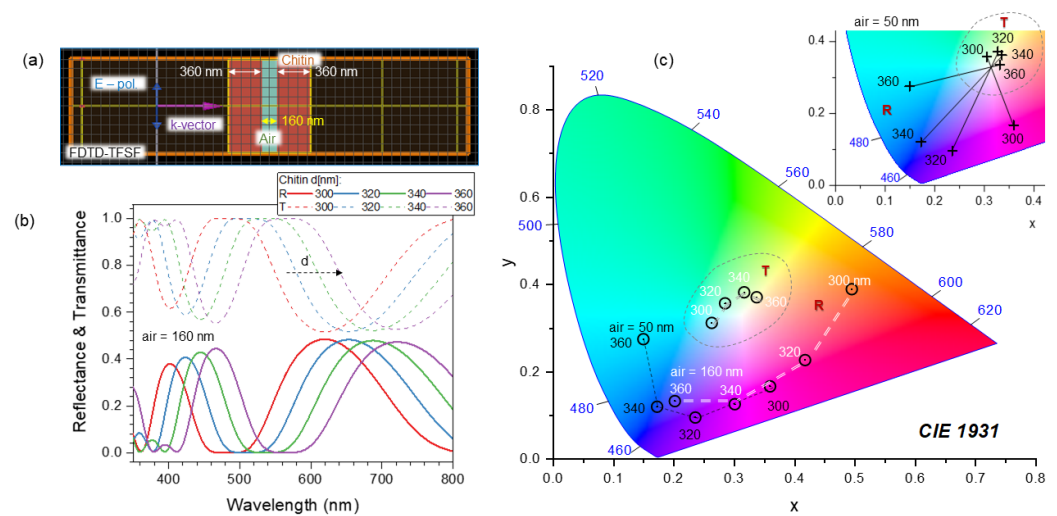 (a)
Chitin
360 nm
360 nm
E – pol.
k-vector
160 nm
Air
FDTD-TFSF
(b)
Chitin d[nm]:
R 300 320 340 360
T 300 320 340 360
1.0
0.8
0.6
0.4
0.2
0.0
d
air = 160 nm
Reflectance & Transmittance
400 500 600 700 800
Wavelength (nm)
(c)
air = 50 nm
T
320
300
340
360
360
R
340
320
300
480
460
0.4
0.3
0.2
0.1
0.0
0.0 0.1 0.2 0.3 0.4
x
520
540
560
500
580
600
620
480
460
0.8
0.6
0.4
0.2
0.0
y
T
340
320
360
300
300 nm
R
air = 50 nm
360
320
air = 160 nm
360
340
340
300
320
CIE 1931
0.0 0.1 0.2 0.3 0.4 0.5 0.6 0.7 0.8
x